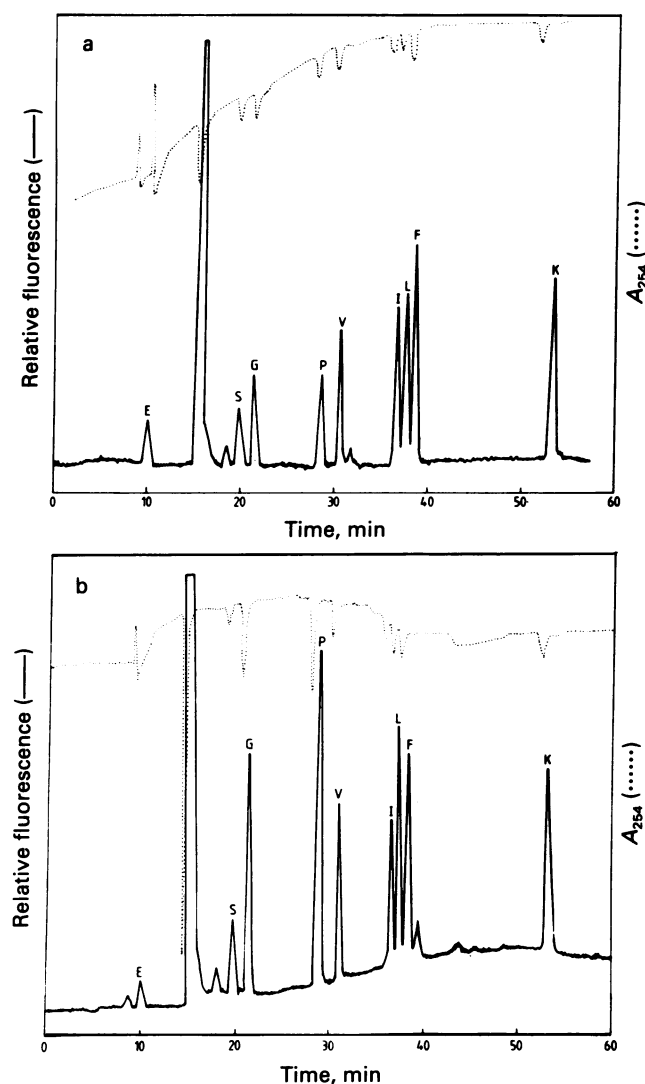 a
Relative fluorescence (——)
A254 (······)
E
S
G
P
V
I
L
F
K
0 10 20 30 40 50 60
Time, min
b
Relative fluorescence (——)
A254 (······)
E
S
G
P
V
I
L
F
K
0 10 20 30 40 50 60
Time, min